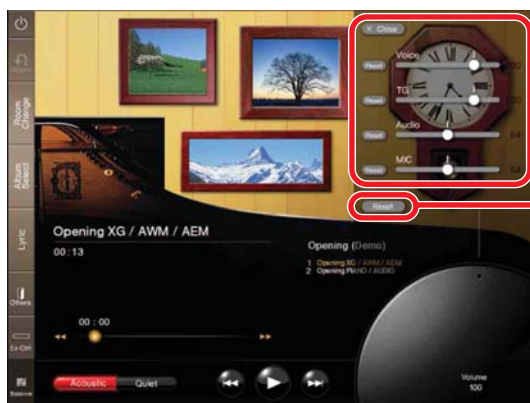 × Close
Voice
Reset
TG
Reset
Audio
Reset
64
MIC
Reset
64
Reset
Room
Change
Album
Select
Lyric
Others
Ex-Ctrl
Balance
Opening XG / AWM / AEM
00:13
Opening (Demo)
1 Opening XG / AWM / AEM
2 Opening PIANO / AUDIO
00 : 00
Acoustic
Quiet
Volume
100